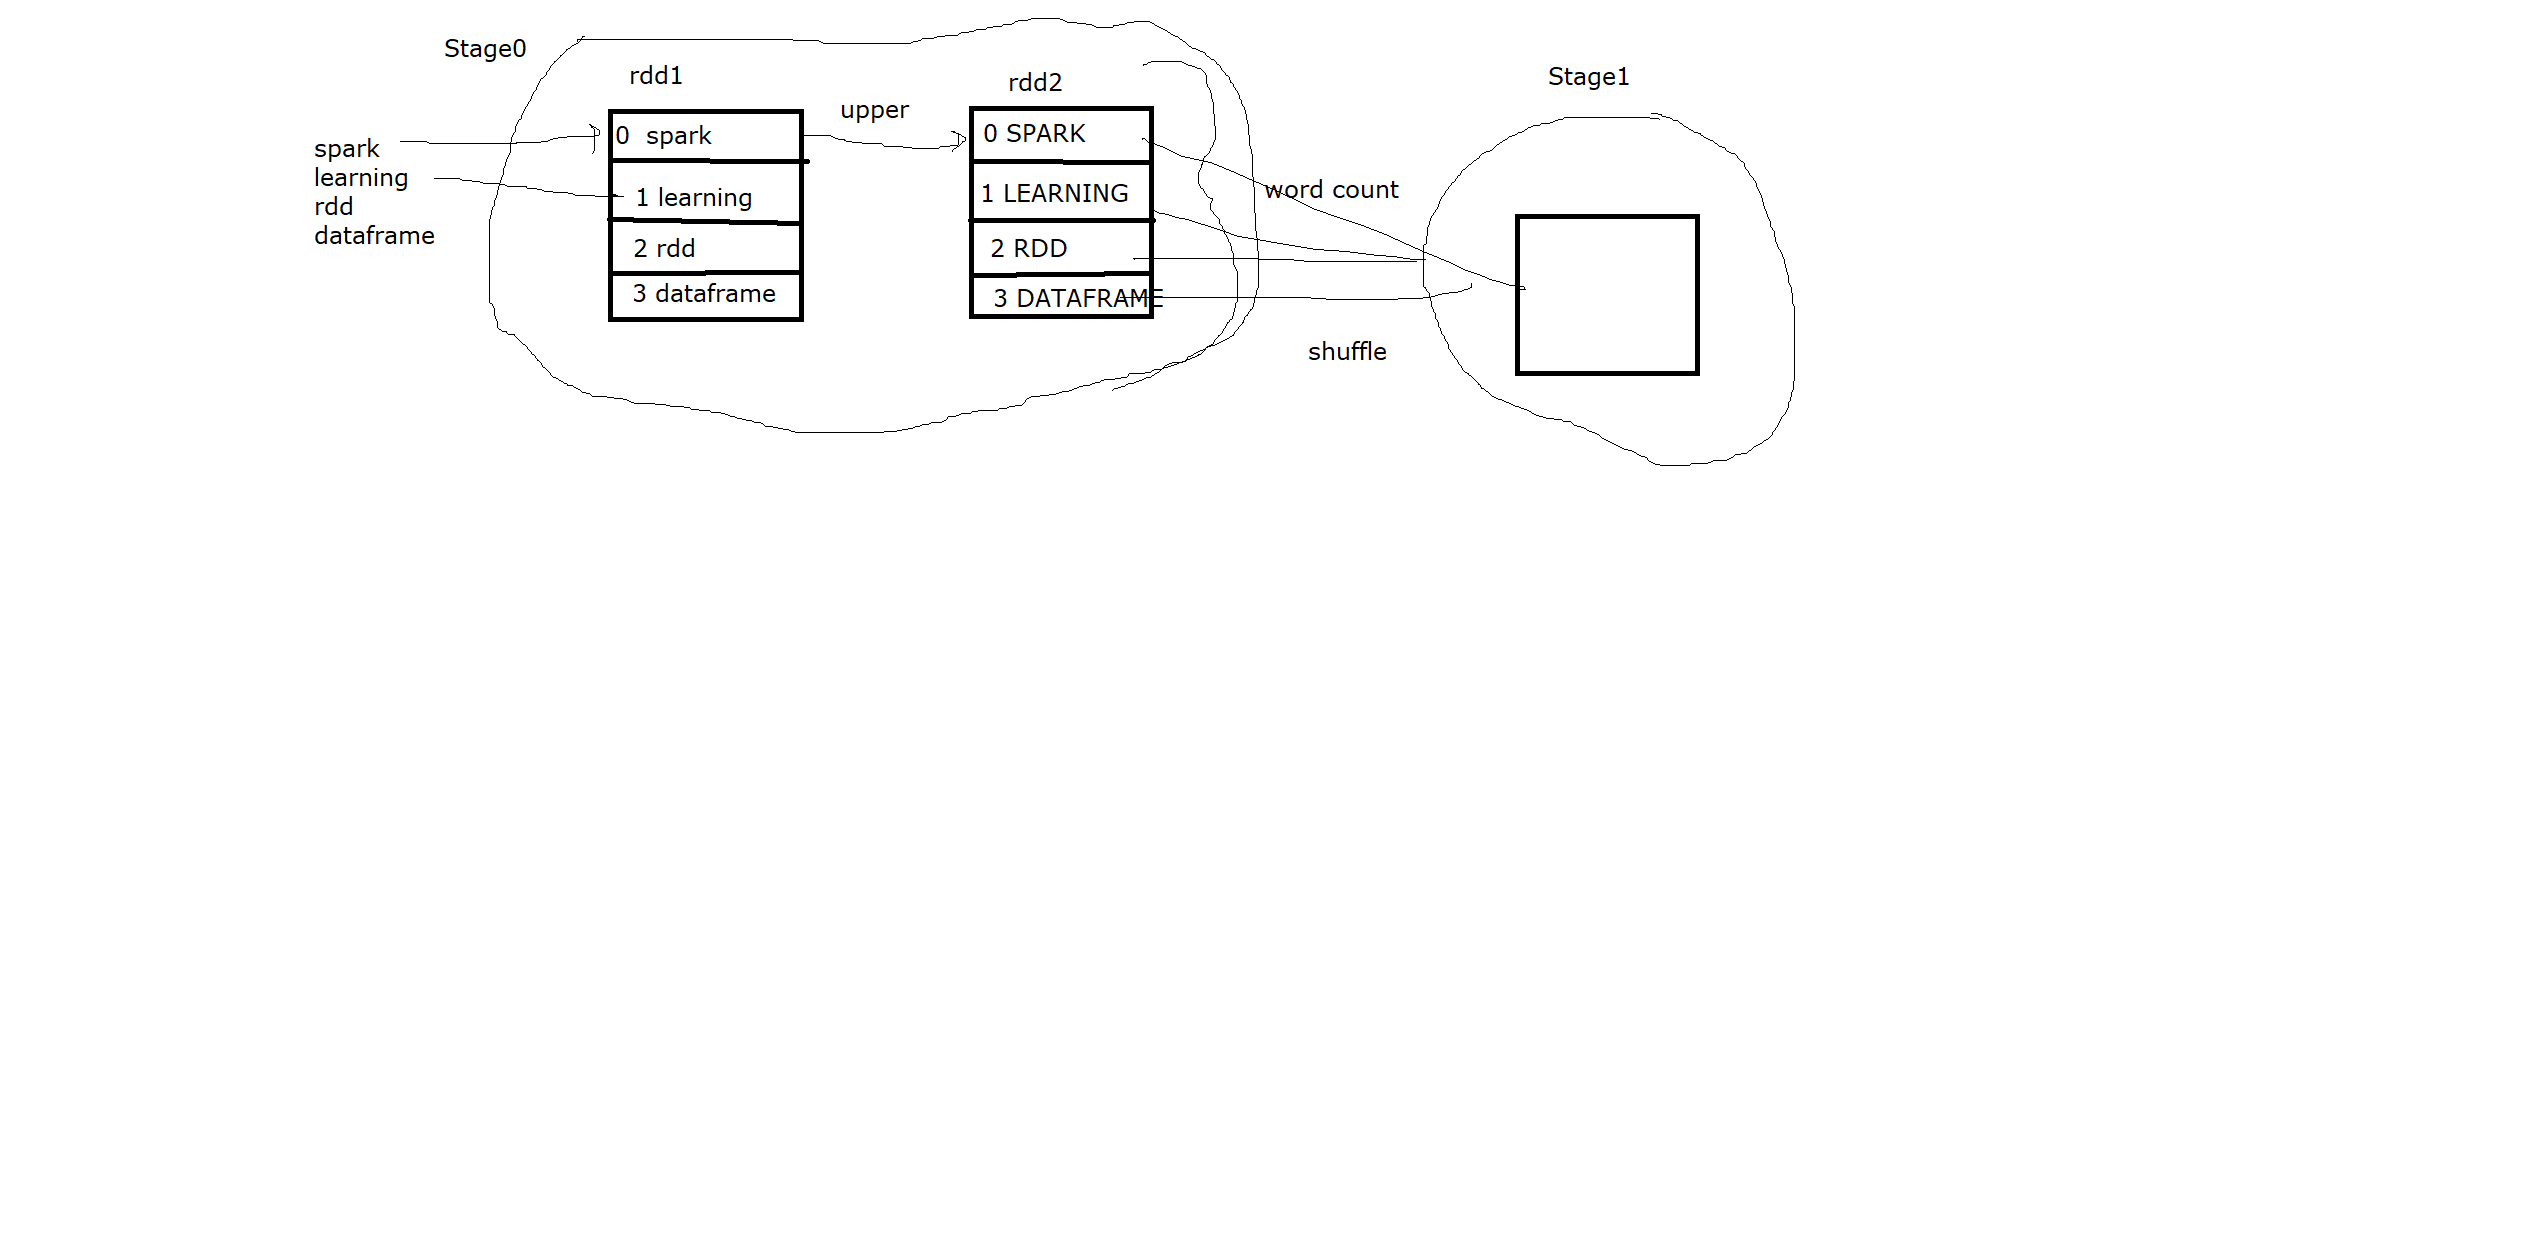 Stage0
rdd1
rdd2
Stage1
upper
spark
learning
rdd
dataframe
0 spark
1 learning
2 rdd
3 dataframe
0 SPARK
1 LEARNING
2 RDD
3 DATAFRAME
word count
shuffle